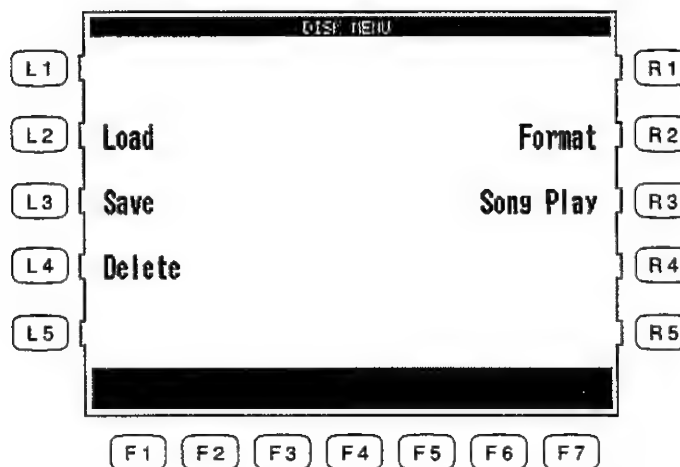 DISK MENU
L1 R1
L2 Load Format R2
L3 Save Song Play R3
L4 Delete R4
L5 R5
F1 F2 F3 F4 F5 F6 F7